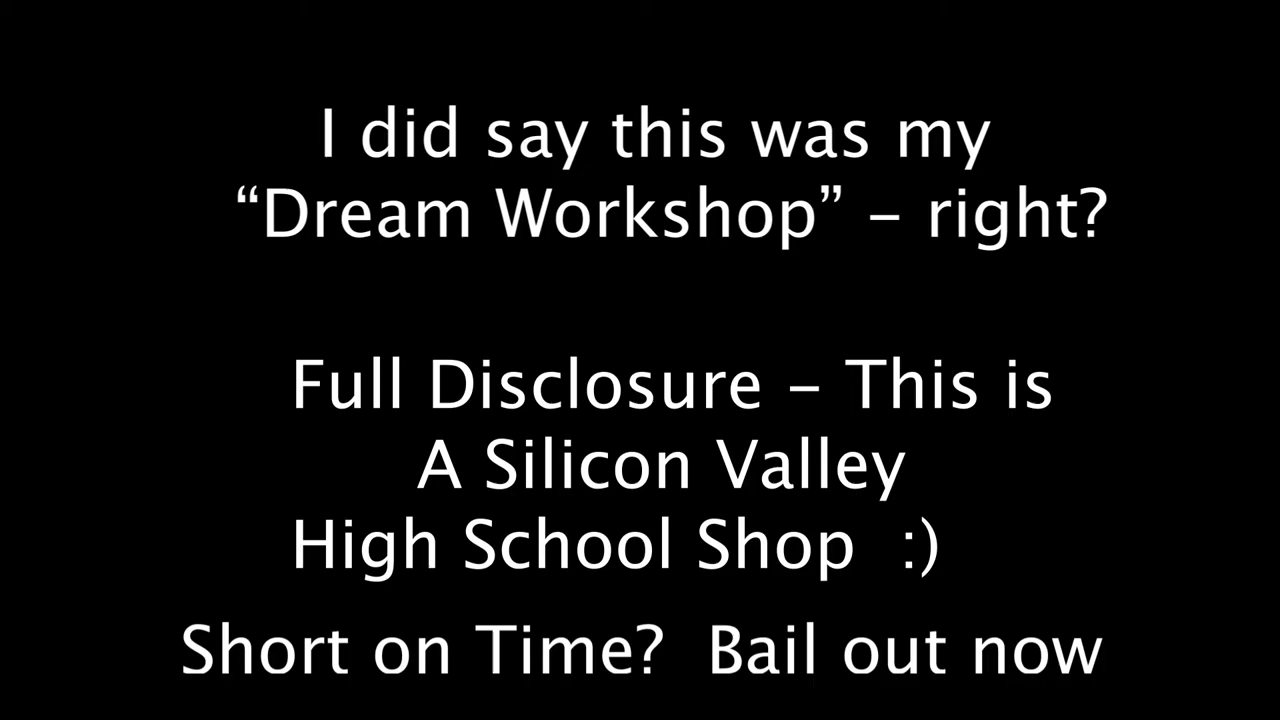 I did say this was my
“Dream Workshop” – right?
Full Disclosure – This is
A Silicon Valley
High School Shop :)
Short on Time? Bail out now